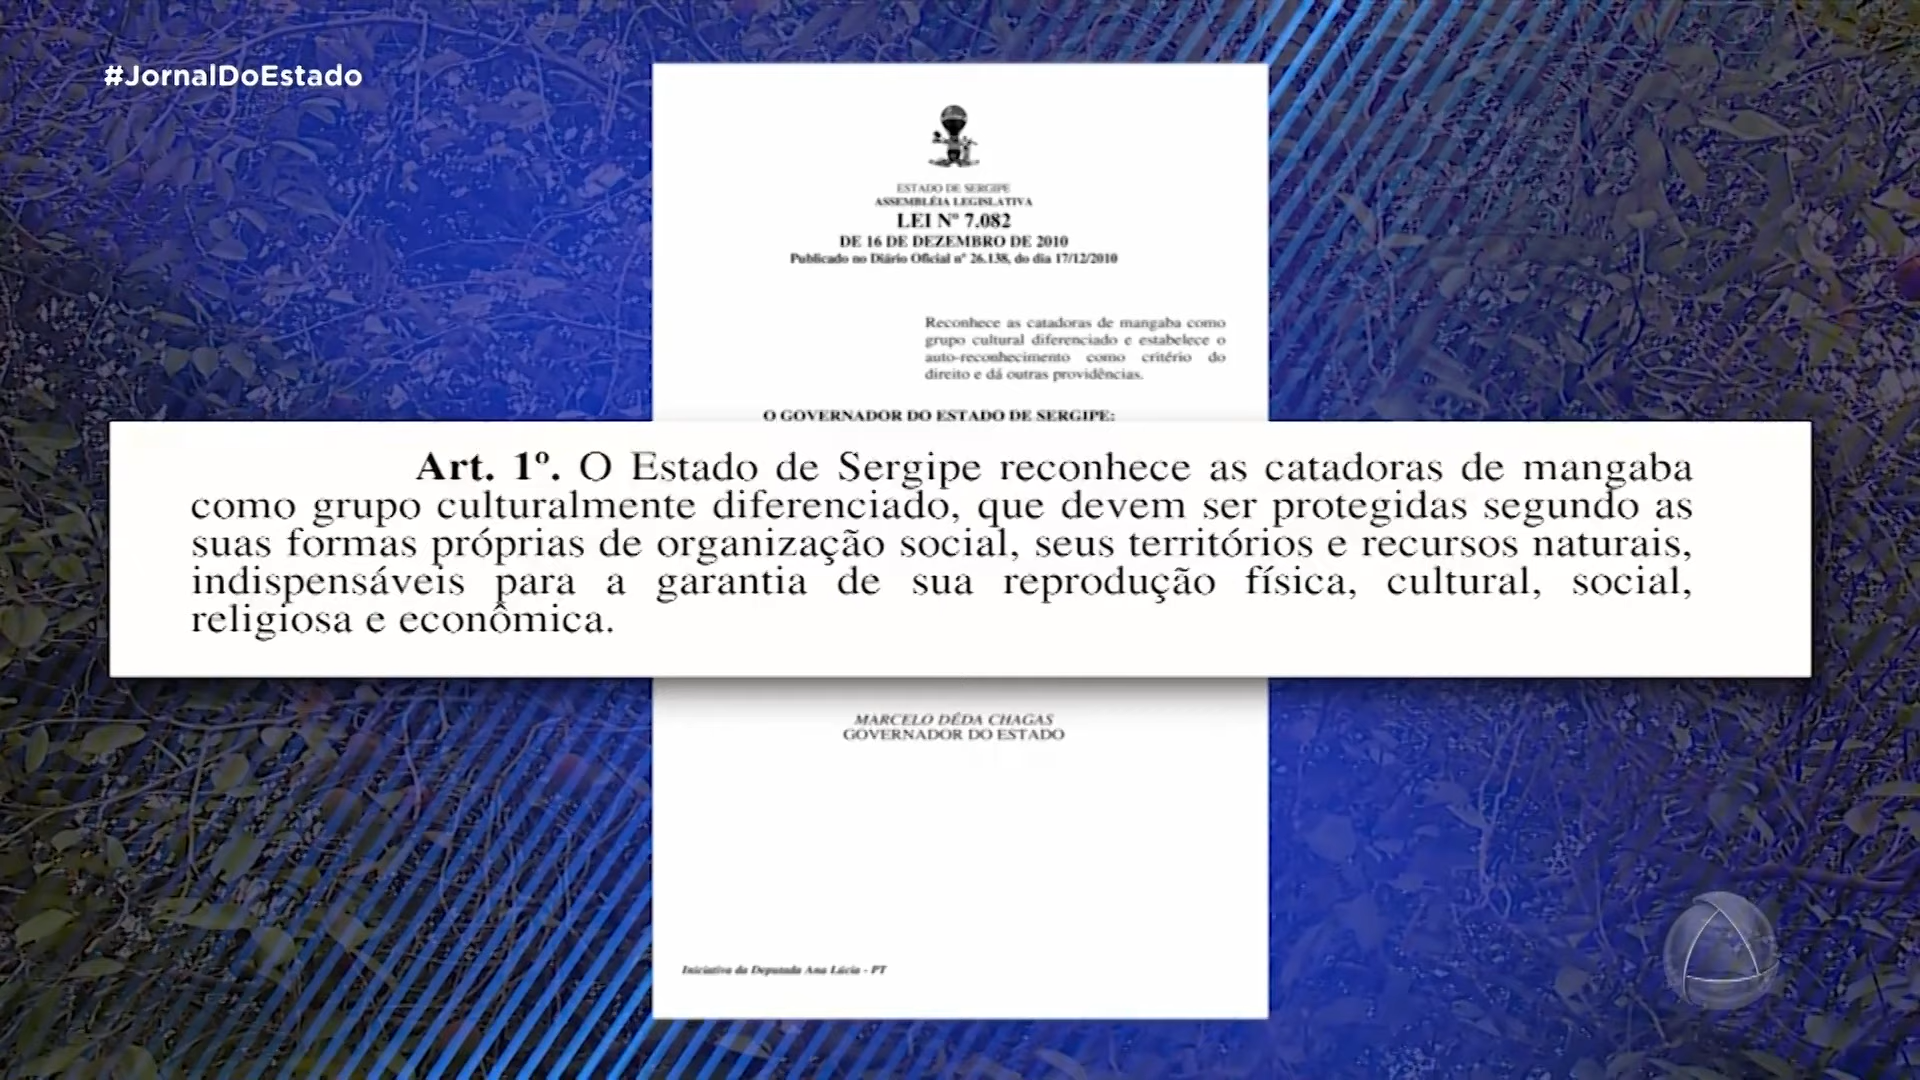 #JornalDoEstado
ESTADO DE SERGIPE
ASSEMBLÉIA LEGISLATIVA
LEI Nº 7.082
DE 16 DE DEZEMBRO DE 2010
Publicado no Diário Oficial nº 26.138, do dia 17/12/2010
Reconhece as catadoras de mangaba como
grupo cultural diferenciado e estabelece o
auto-reconhecimento como critério do
direito e dá outras providências.
O GOVERNADOR DO ESTADO DE SERGIPE:
Art. 1º. O Estado de Sergipe reconhece as catadoras de mangaba
como grupo culturalmente diferenciado, que devem ser protegidas segundo as
suas formas próprias de organização social, seus territórios e recursos naturais,
indispensáveis para a garantia de sua reprodução física, cultural, social,
religiosa e econômica.
MARCELO DÉDA CHAGAS
GOVERNADOR DO ESTADO
Iniciativa da Deputada Ana Lúcia - PT